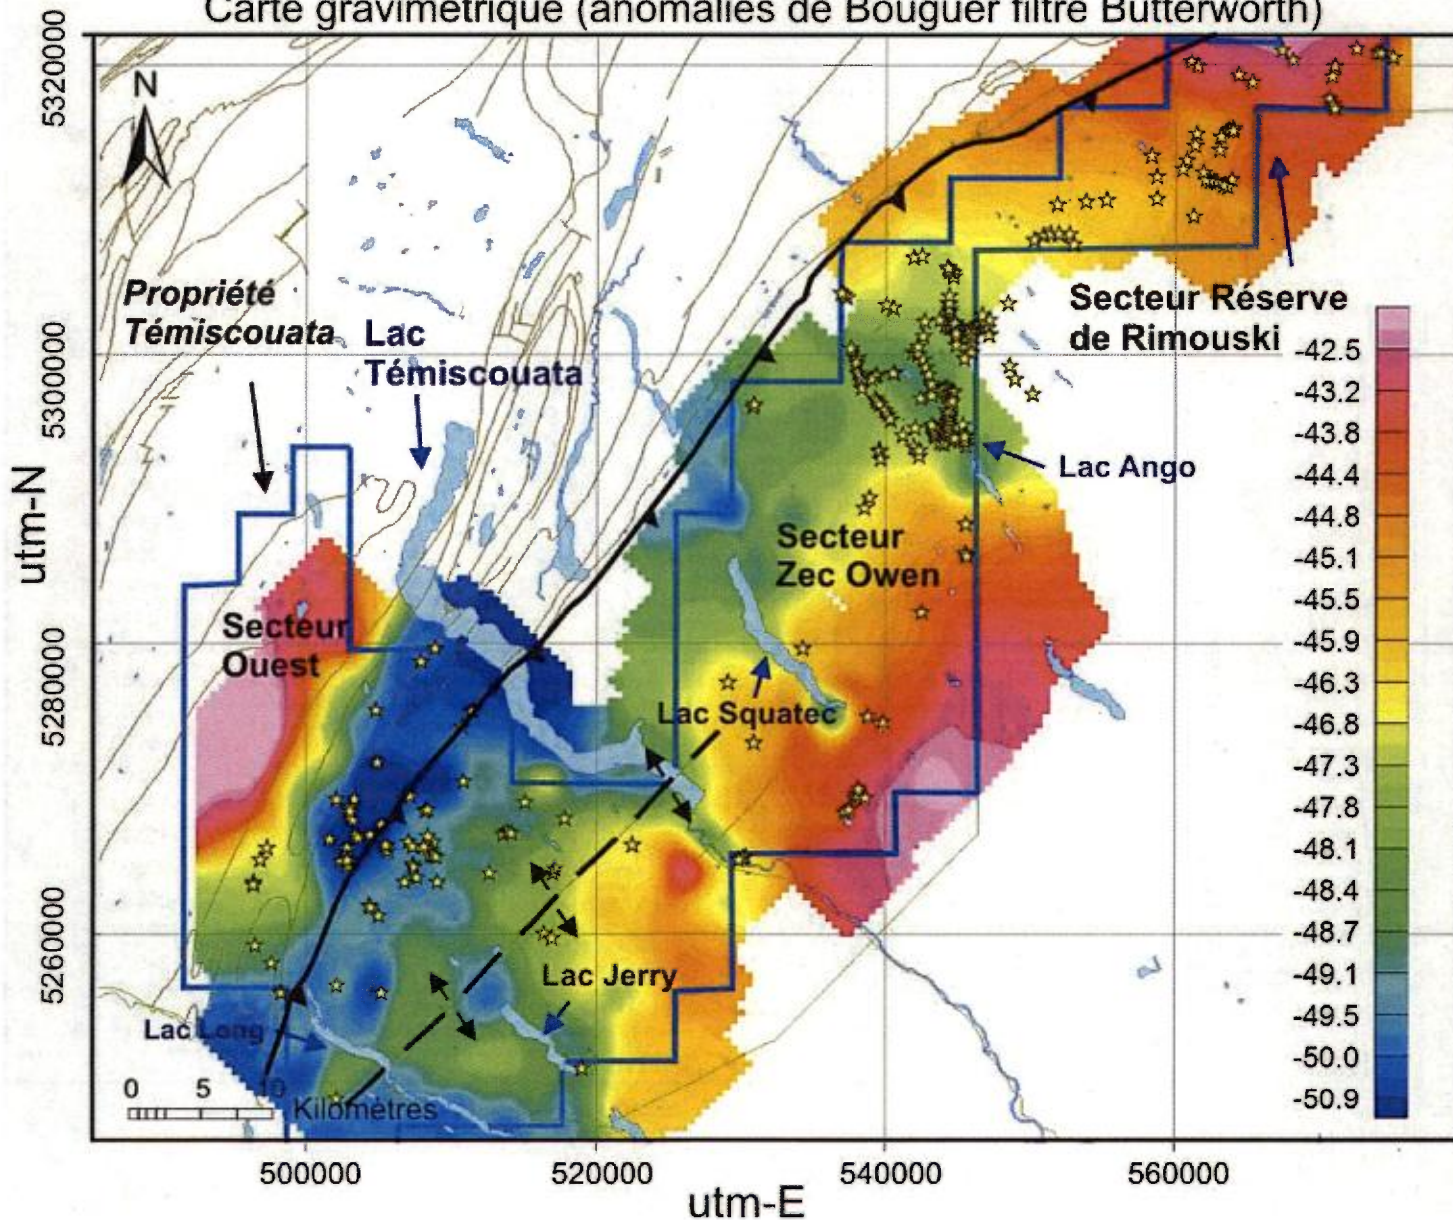 Carte gravimétrique (anomalies de Bouguer filtre Butterworth)
N
5320000
5300000
5280000
5260000
utm-N
Propriété
Témiscouata
Lac
Témiscouata
Secteur Réserve
de Rimouski
Lac Ango
Secteur
Zec Owen
Secteur
Ouest
Lac Squatec
Lac Jerry
Lac Long
0 5 10
Kilomètres
-42.5
-43.2
-43.8
-44.4
-44.8
-45.1
-45.5
-45.9
-46.3
-46.8
-47.3
-47.8
-48.1
-48.4
-48.7
-49.1
-49.5
-50.0
-50.9
500000 520000 540000 560000
utm-E